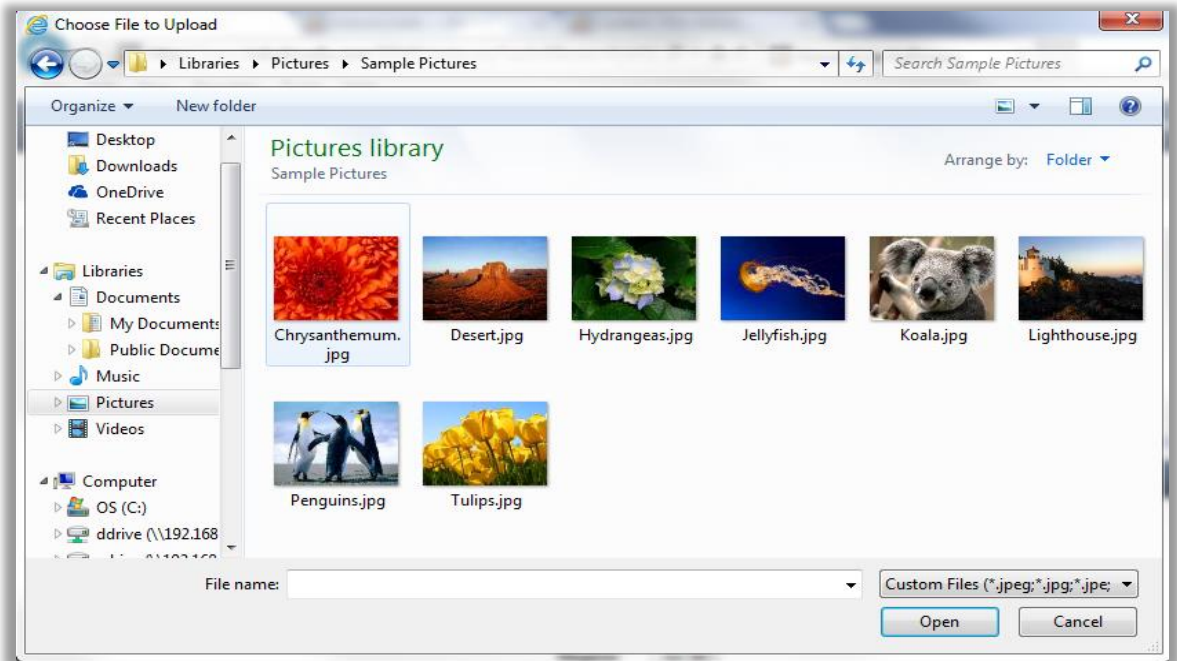 Choose File to Upload
Libraries
Pictures
Sample Pictures
Search Sample Pictures
Organize
New folder
Desktop
Downloads
OneDrive
Recent Places
Libraries
Documents
My Documents
Public Docume
Music
Pictures
Videos
Computer
OS (C:)
ddrive (\\192.168
Pictures library
Sample Pictures
Arrange by: Folder
Chrysanthemum.
jpg
Desert.jpg
Hydrangeas.jpg
Jellyfish.jpg
Koala.jpg
Lighthouse.jpg
Penguins.jpg
Tulips.jpg
File name:
Custom Files (*.jpeg;*.jpg;*.jpe;
Open
Cancel